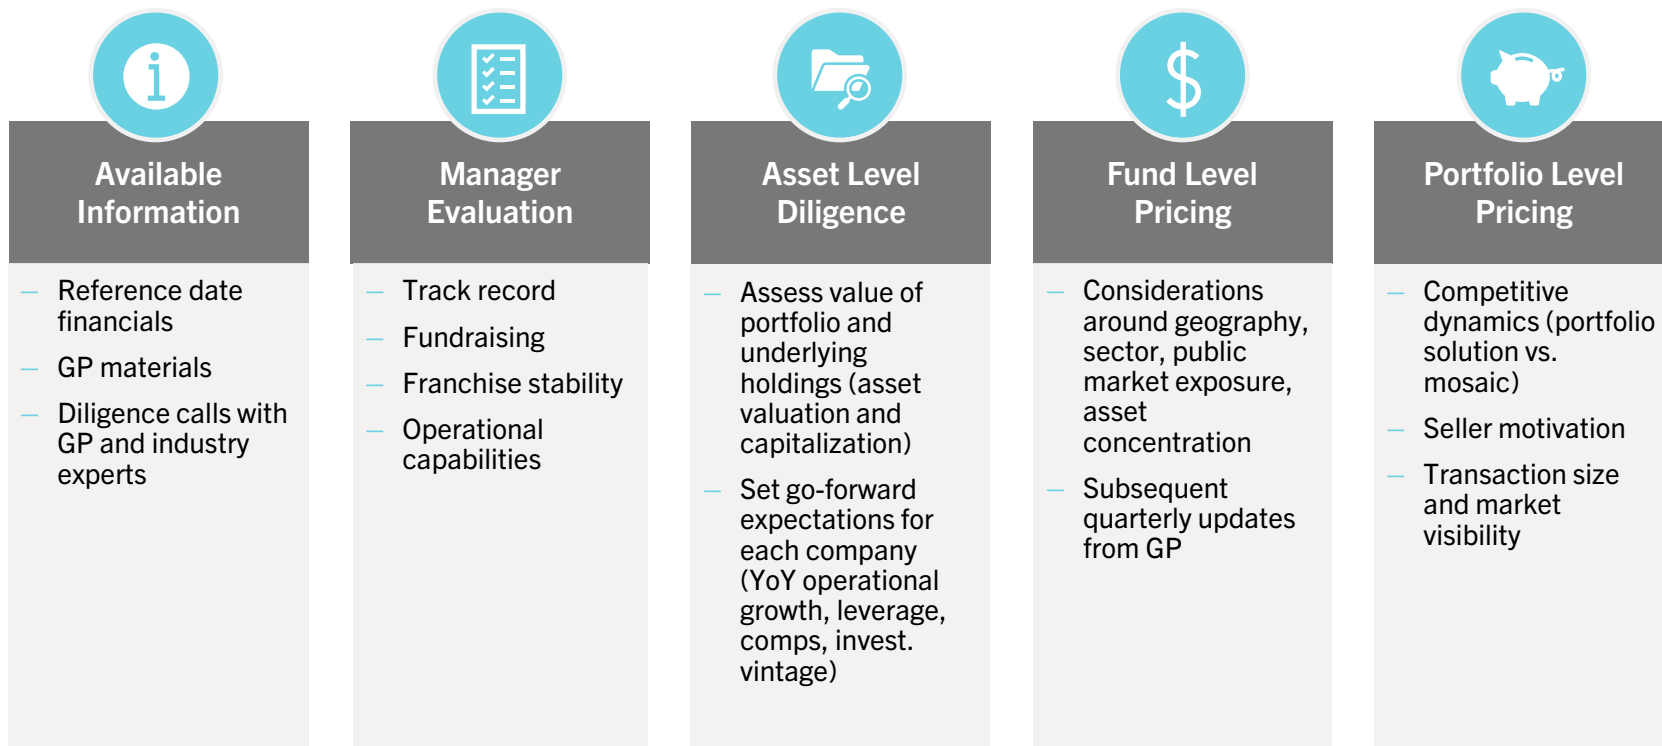 Available
Information
— Reference date
financials
— GP materials
— Diligence calls with
GP and industry
experts
Manager
Evaluation
— Track record
— Fundraising
— Franchise stability
— Operational
capabilities
Asset Level
Diligence
— Assess value of
portfolio and
underlying
holdings (asset
valuation and
capitalization)
— Set go-forward
expectations for
each company
(YoY operational
growth, leverage,
comps, invest.
vintage)
Fund Level
Pricing
— Considerations
around geography,
sector, public
market exposure,
asset
concentration
— Subsequent
quarterly updates
from GP
Portfolio Level
Pricing
— Competitive
dynamics (portfolio
solution vs.
mosaic)
— Seller motivation
— Transaction size
and market
visibility